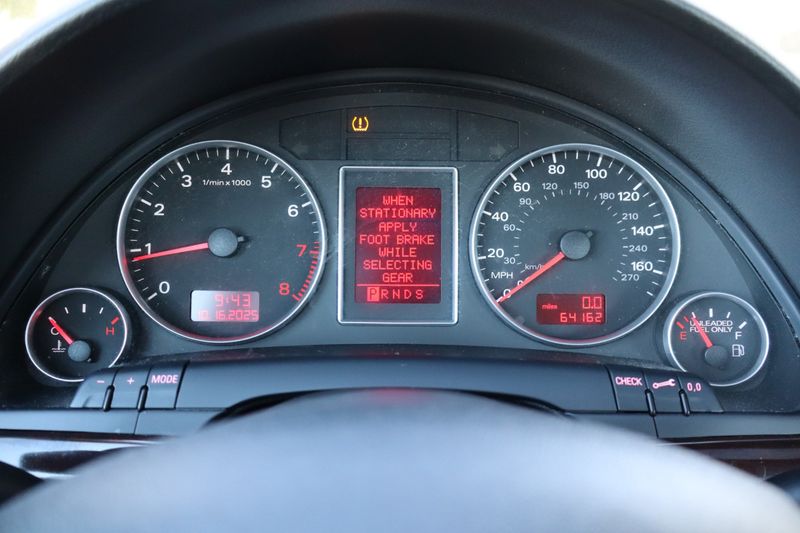 1/min x 1000
0
1
2
3
4
5
6
7
8
9:43
10.16.2025
C
H
WHEN
STATIONARY
APPLY
FOOT BRAKE
WHILE
SELECTING
GEAR
PRNDS
0
20
40
60
80
100
120
140
160
30
60
90
120
150
180
210
240
270
MPH
km/h
miles
0.0
64162
UNLEADED
FUEL ONLY
E
F
-
+
MODE
CHECK
0,0